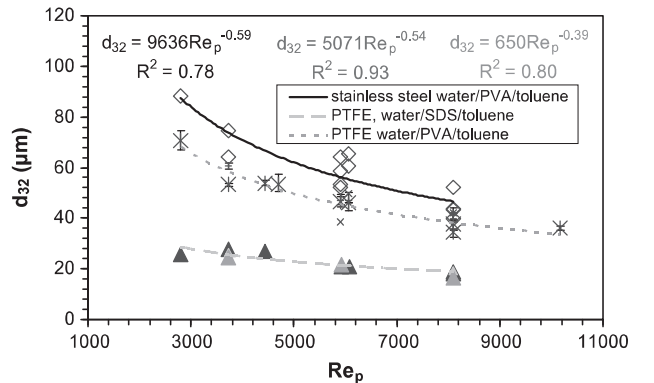 120
100
80
60
40
20
0
d₃₂ (µm)
d₃₂ = 9636Reₚ⁻⁰·⁵⁹ d₃₂ = 5071Reₚ⁻⁰·⁵⁴ d₃₂ = 650Reₚ⁻⁰·³⁹
R² = 0.78 R² = 0.93 R² = 0.80
stainless steel water/PVA/toluene
PTFE, water/SDS/toluene
PTFE water/PVA/toluene
1000 3000 5000 7000 9000 11000
Reₚ